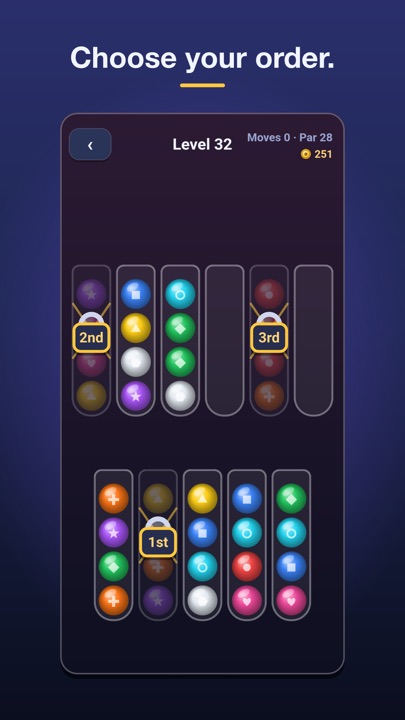 Choose your order.
‹
Level 32
Moves 0 · Par 28
251
2nd
3rd
1st